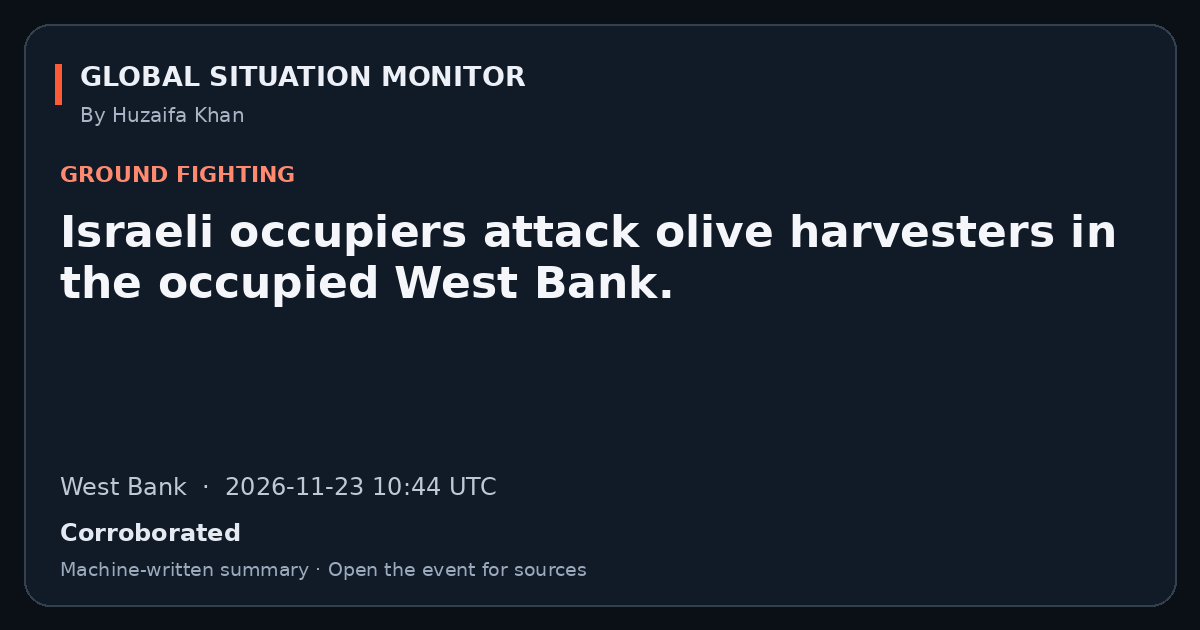 GLOBAL SITUATION MONITOR
By Huzaifa Khan
GROUND FIGHTING
Israeli occupiers attack olive harvesters in
the occupied West Bank.
West Bank · 2026-11-23 10:44 UTC
Corroborated
Machine-written summary · Open the event for sources